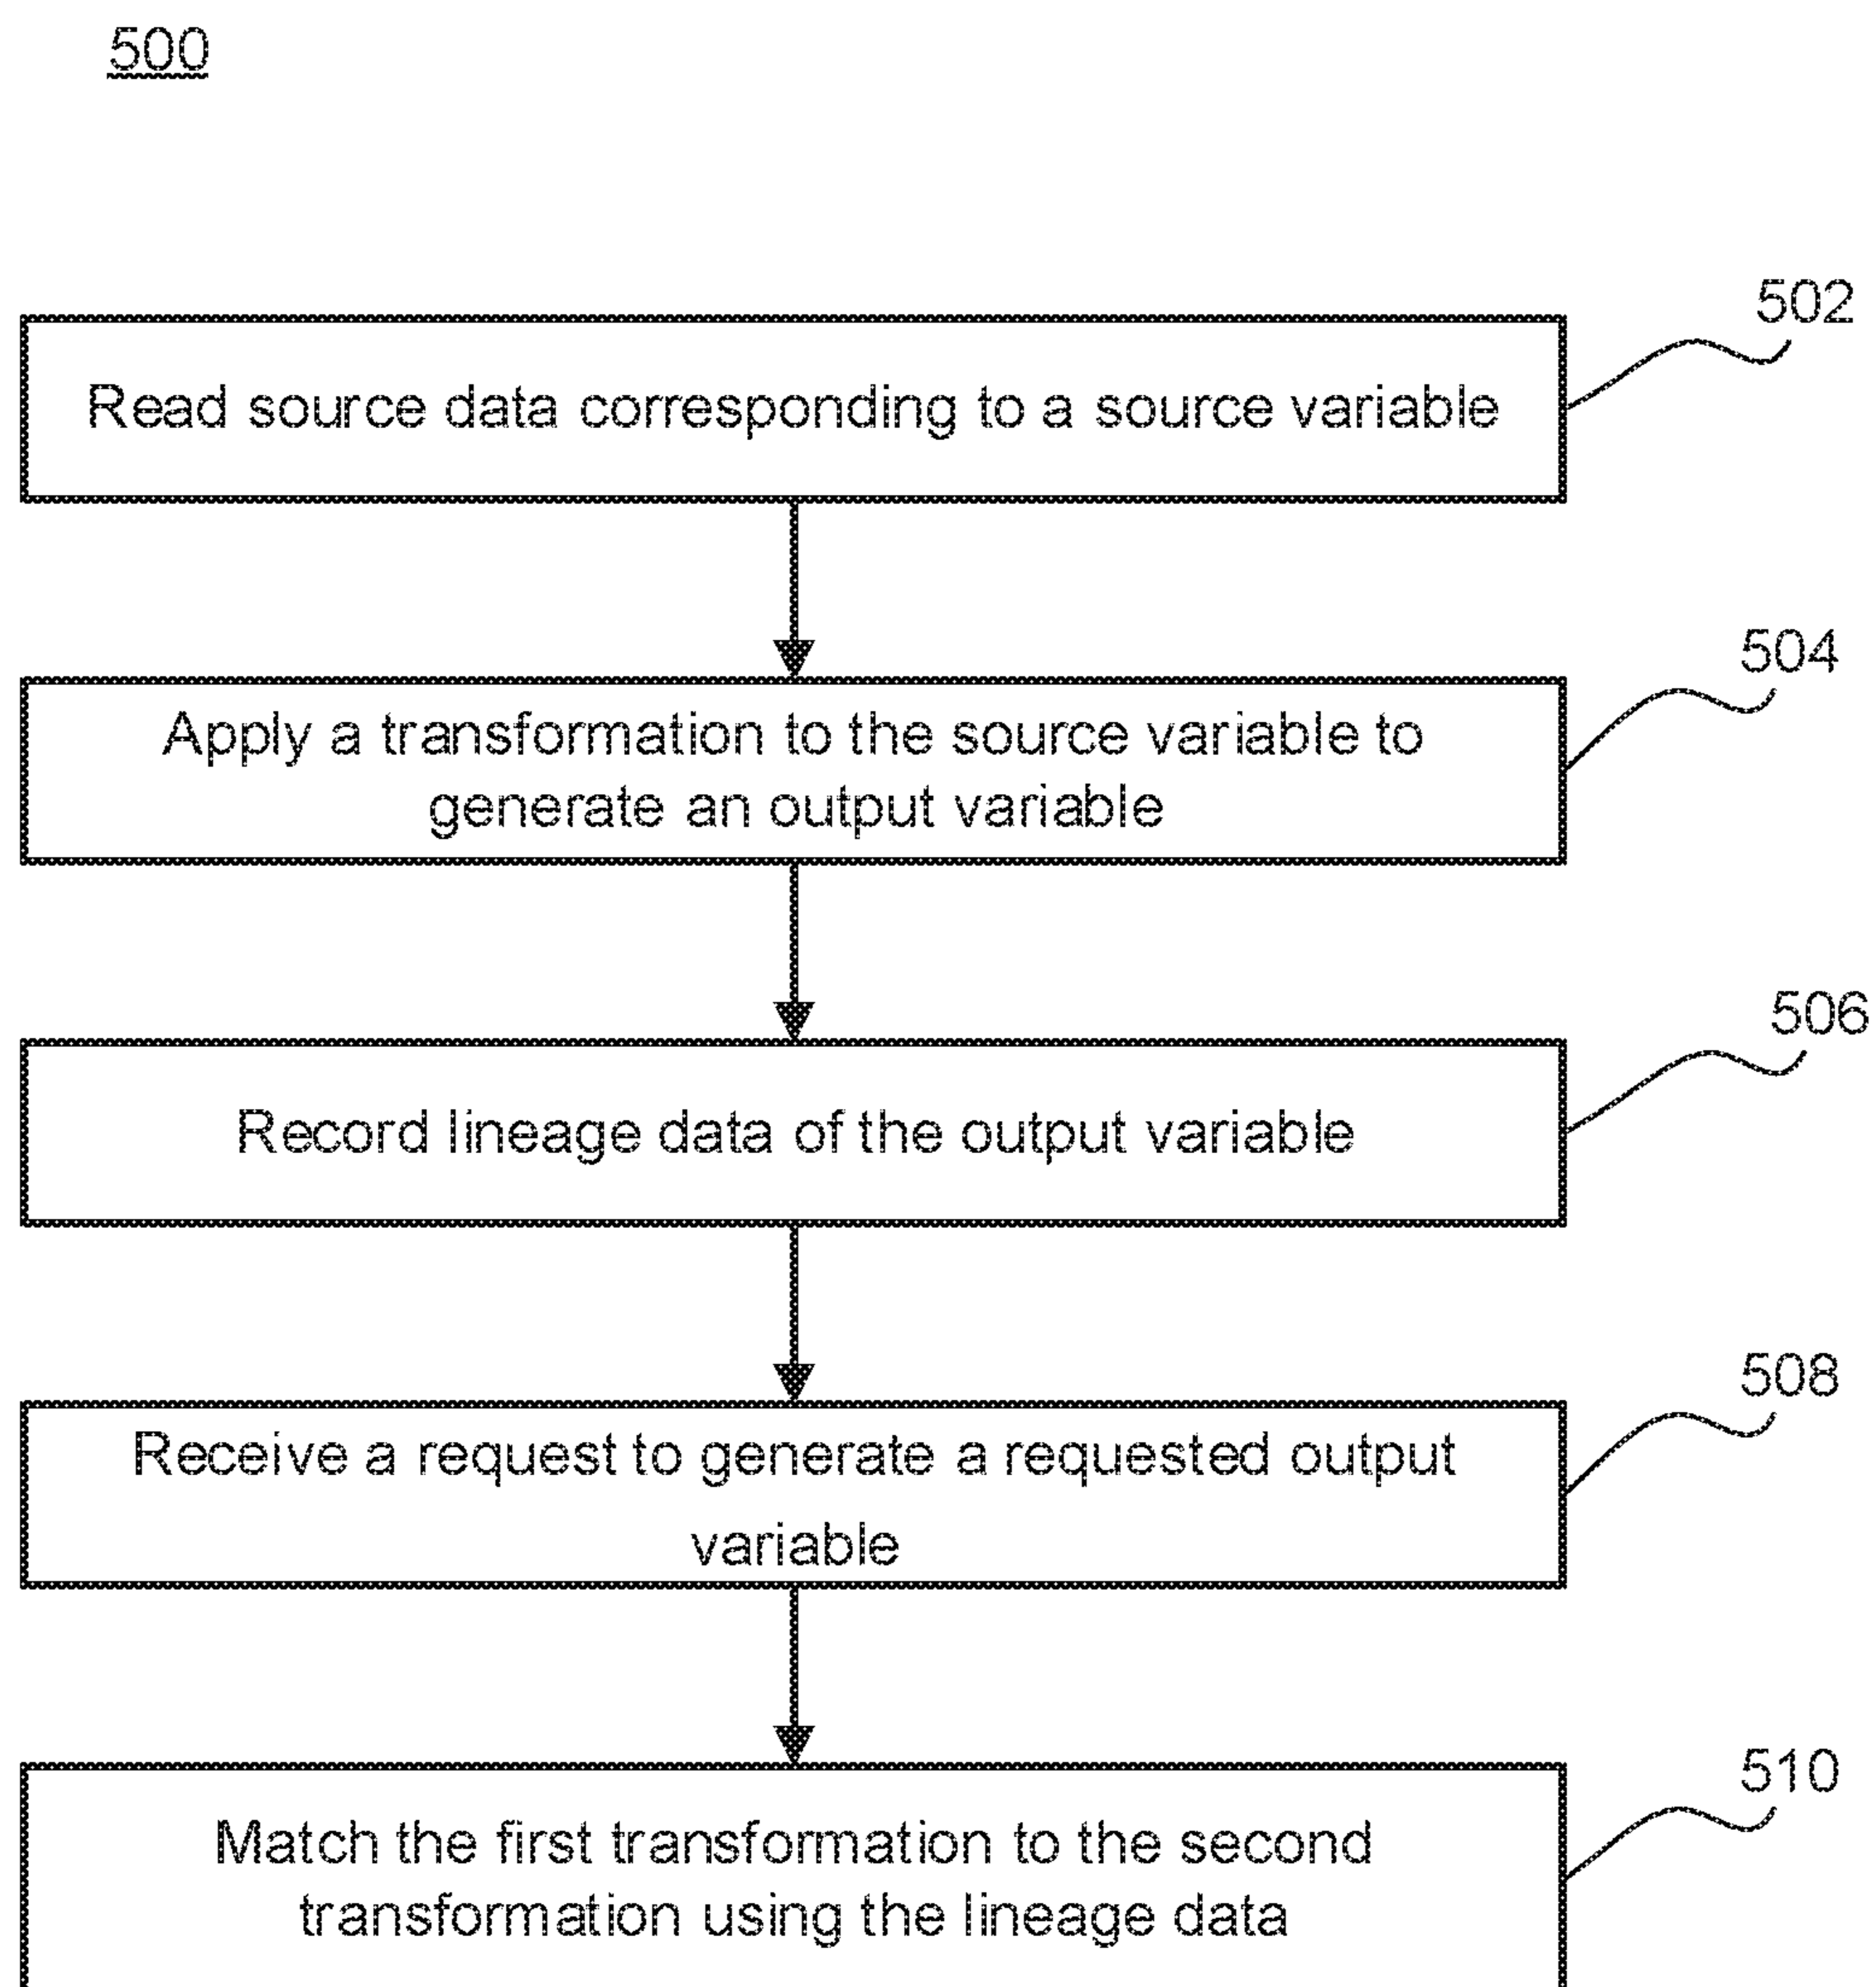 500
502
Read source data corresponding to a source variable
504
Apply a transformation to the source variable to
generate an output variable
506
Record lineage data of the output variable
508
Receive a request to generate a requested output
variable
510
Match the first transformation to the second
transformation using the lineage data